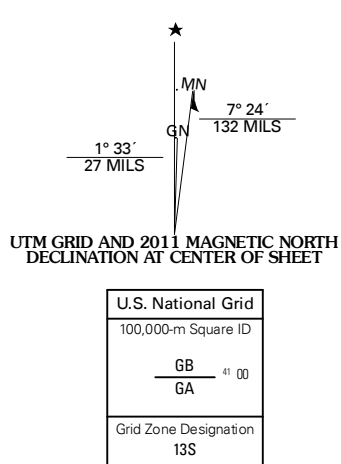 MN
7° 24´
132 MILS
GN
1° 33´
27 MILS
UTM GRID AND 2011 MAGNETIC NORTH
DECLINATION AT CENTER OF SHEET
U.S. National Grid
100,000-m Square ID
GB
41 00
GA
Grid Zone Designation
13S